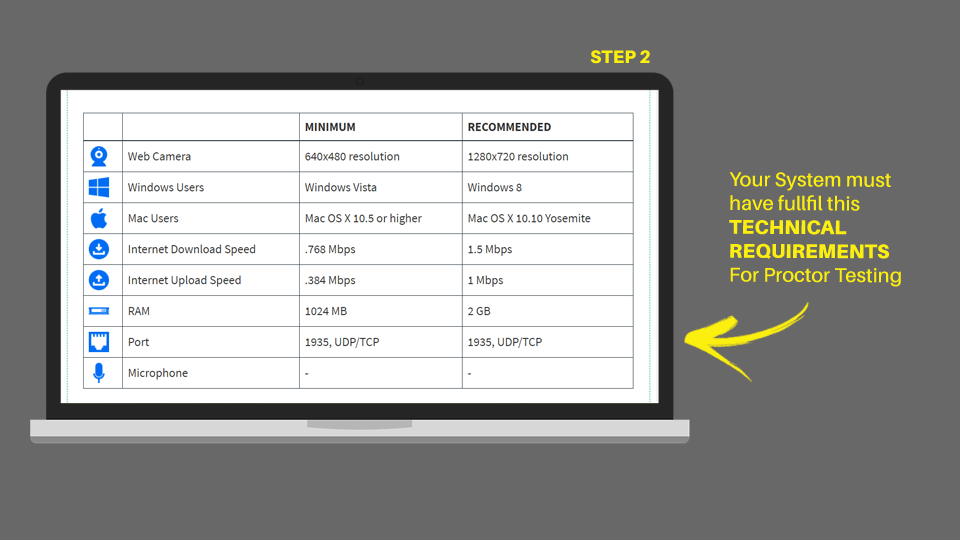 STEP 2
MINIMUM RECOMMENDED
Web Camera 640x480 resolution 1280x720 resolution
Windows Users Windows Vista Windows 8
Mac Users Mac OS X 10.5 or higher Mac OS X 10.10 Yosemite
Internet Download Speed .768 Mbps 1.5 Mbps
Internet Upload Speed .384 Mbps 1 Mbps
RAM 1024 MB 2 GB
Port 1935, UDP/TCP 1935, UDP/TCP
Microphone - -
Your System must
have fullfil this
TECHNICAL
REQUIREMENTS
For Proctor Testing